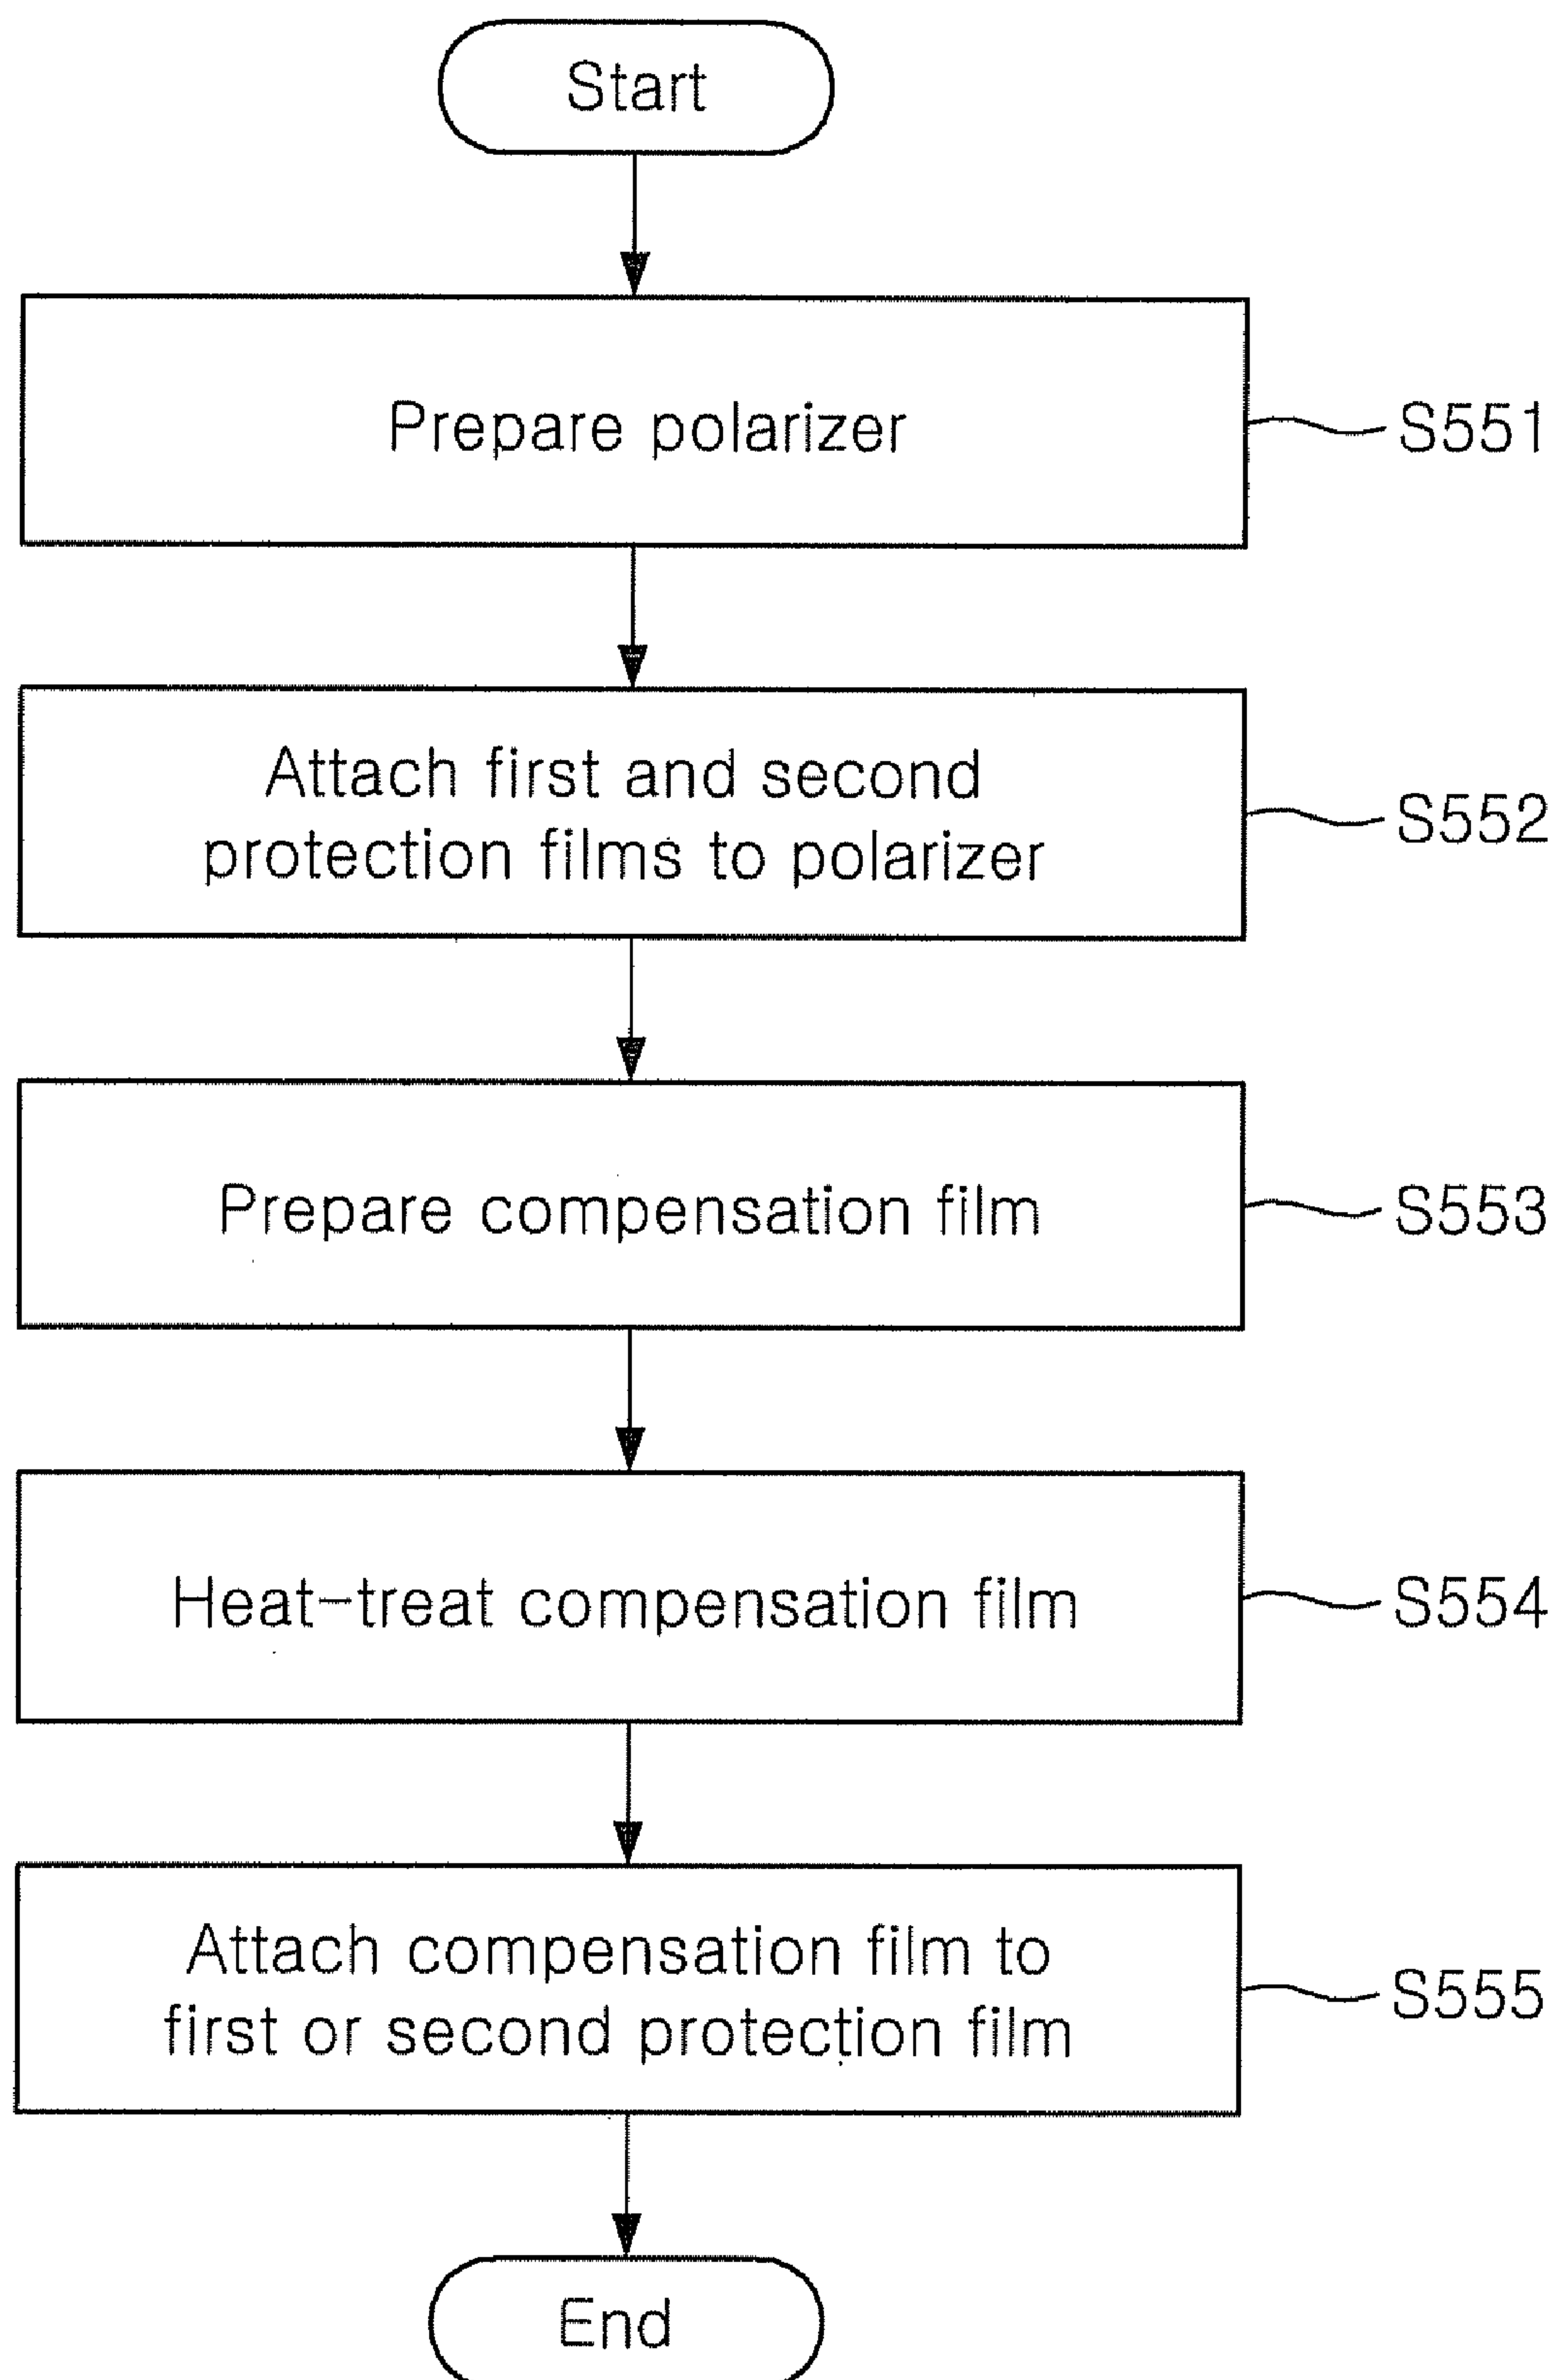 Start
Prepare polarizer
S551
Attach first and second
protection films to polarizer
S552
Prepare compensation film
S553
Heat-treat compensation film
S554
Attach compensation film to
first or second protection film
S555
End